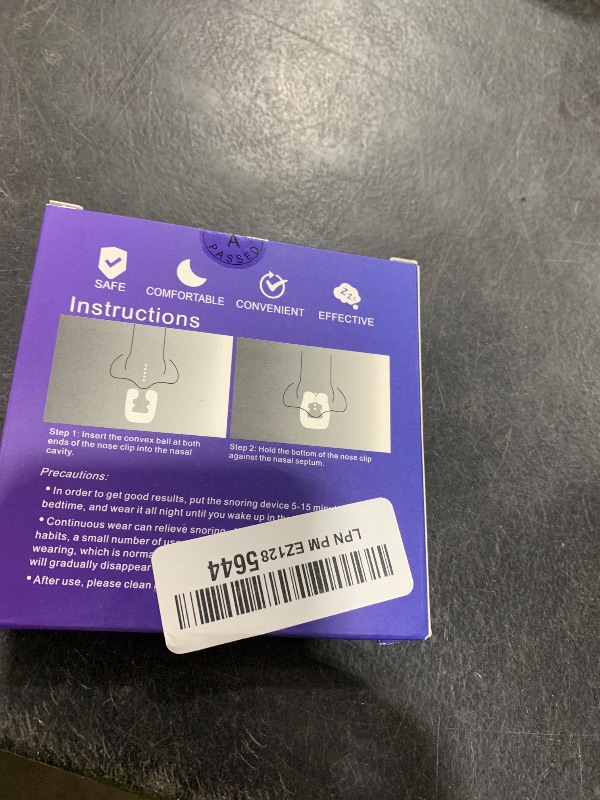 A
PASSED
SAFE
COMFORTABLE
CONVENIENT
Zzz
EFFECTIVE
Instructions
Step 1: Insert the convex ball at both
ends of the nose clip into the nasal
cavity.
Step 2: Hold the bottom of the nose clip
against the nasal septum.
Precautions:
• In order to get good results, put the snoring device 5-15
bedtime, and wear it all night until you wake up in
• Continuous wear can relieve snoring.
habits, a small number of
wearing, which is
will gradually disappear
• After use, please clean
LPN PM EZ128 5644